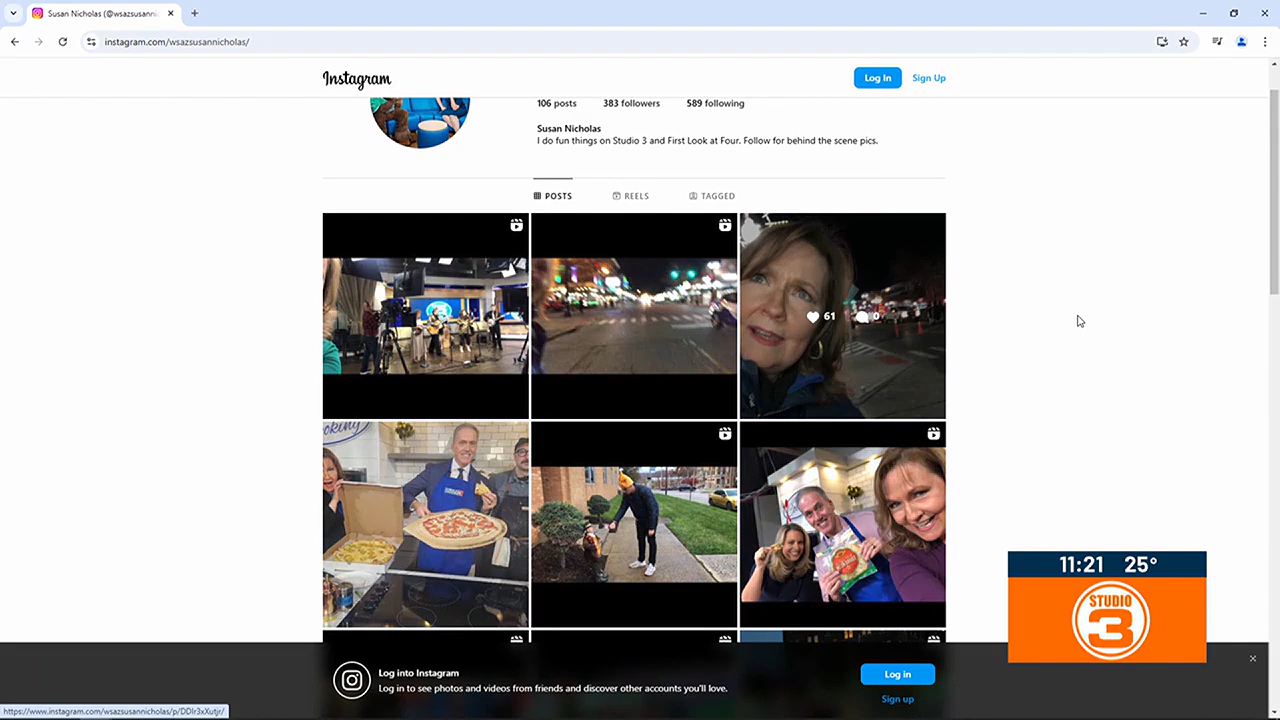 Susan Nicholas (@wsazsusannic
instagram.com/wsazsusannicholas/
Instagram
Log In
Sign Up
106 posts
383 followers
589 following
Susan Nicholas
I do fun things on Studio 3 and First Look at Four. Follow for behind the scene pics.
POSTS
REELS
TAGGED
61
0
11:21 25°
STUDIO
3
Log into Instagram
Log in to see photos and videos from friends and discover other accounts you'll love.
Log in
Sign up
https://www.instagram.com/wsazsusannicholas/p/DDIr3xXutjr/